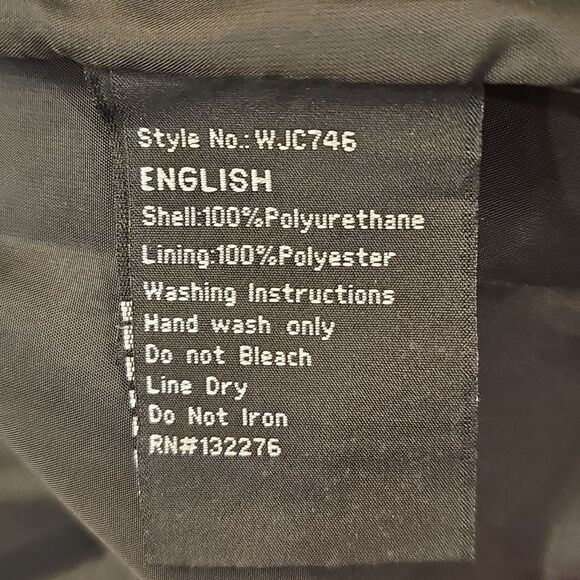 Style No.: WJC746
ENGLISH
Shell:100%Polyurethane
Lining:100%Polyester
Washing Instructions
Hand wash only
Do not Bleach
Line Dry
Do Not Iron
RN#132276